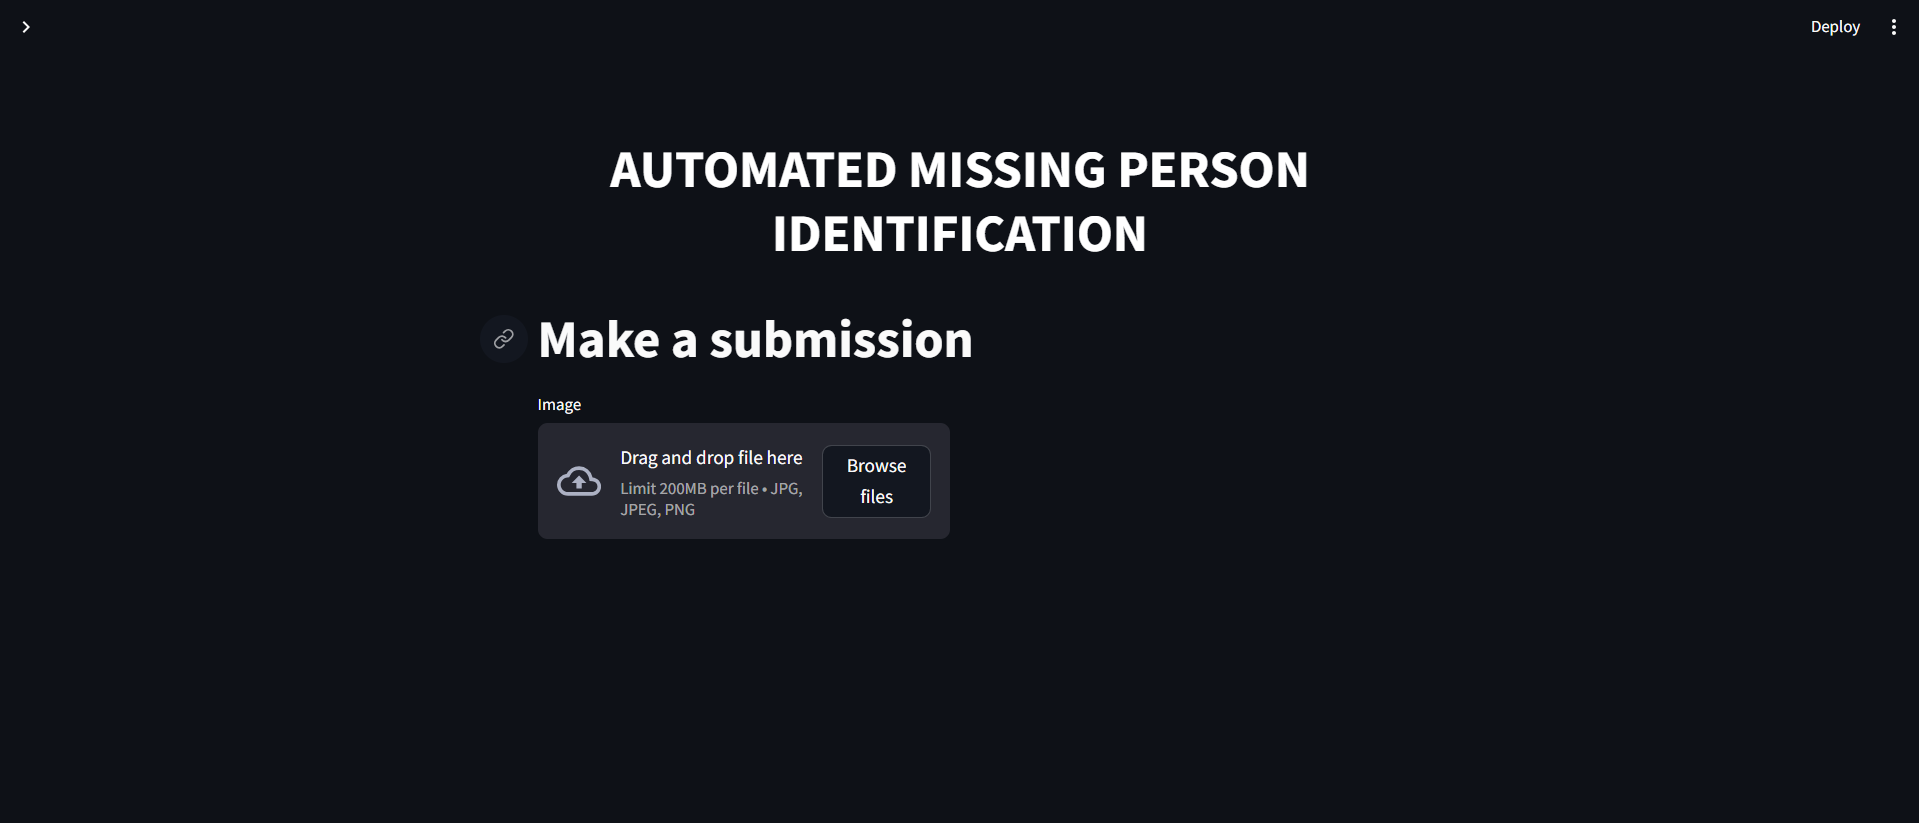 Deploy
AUTOMATED MISSING PERSON
IDENTIFICATION
Make a submission
Image
Drag and drop file here
Limit 200MB per file • JPG,
JPEG, PNG
Browse
files